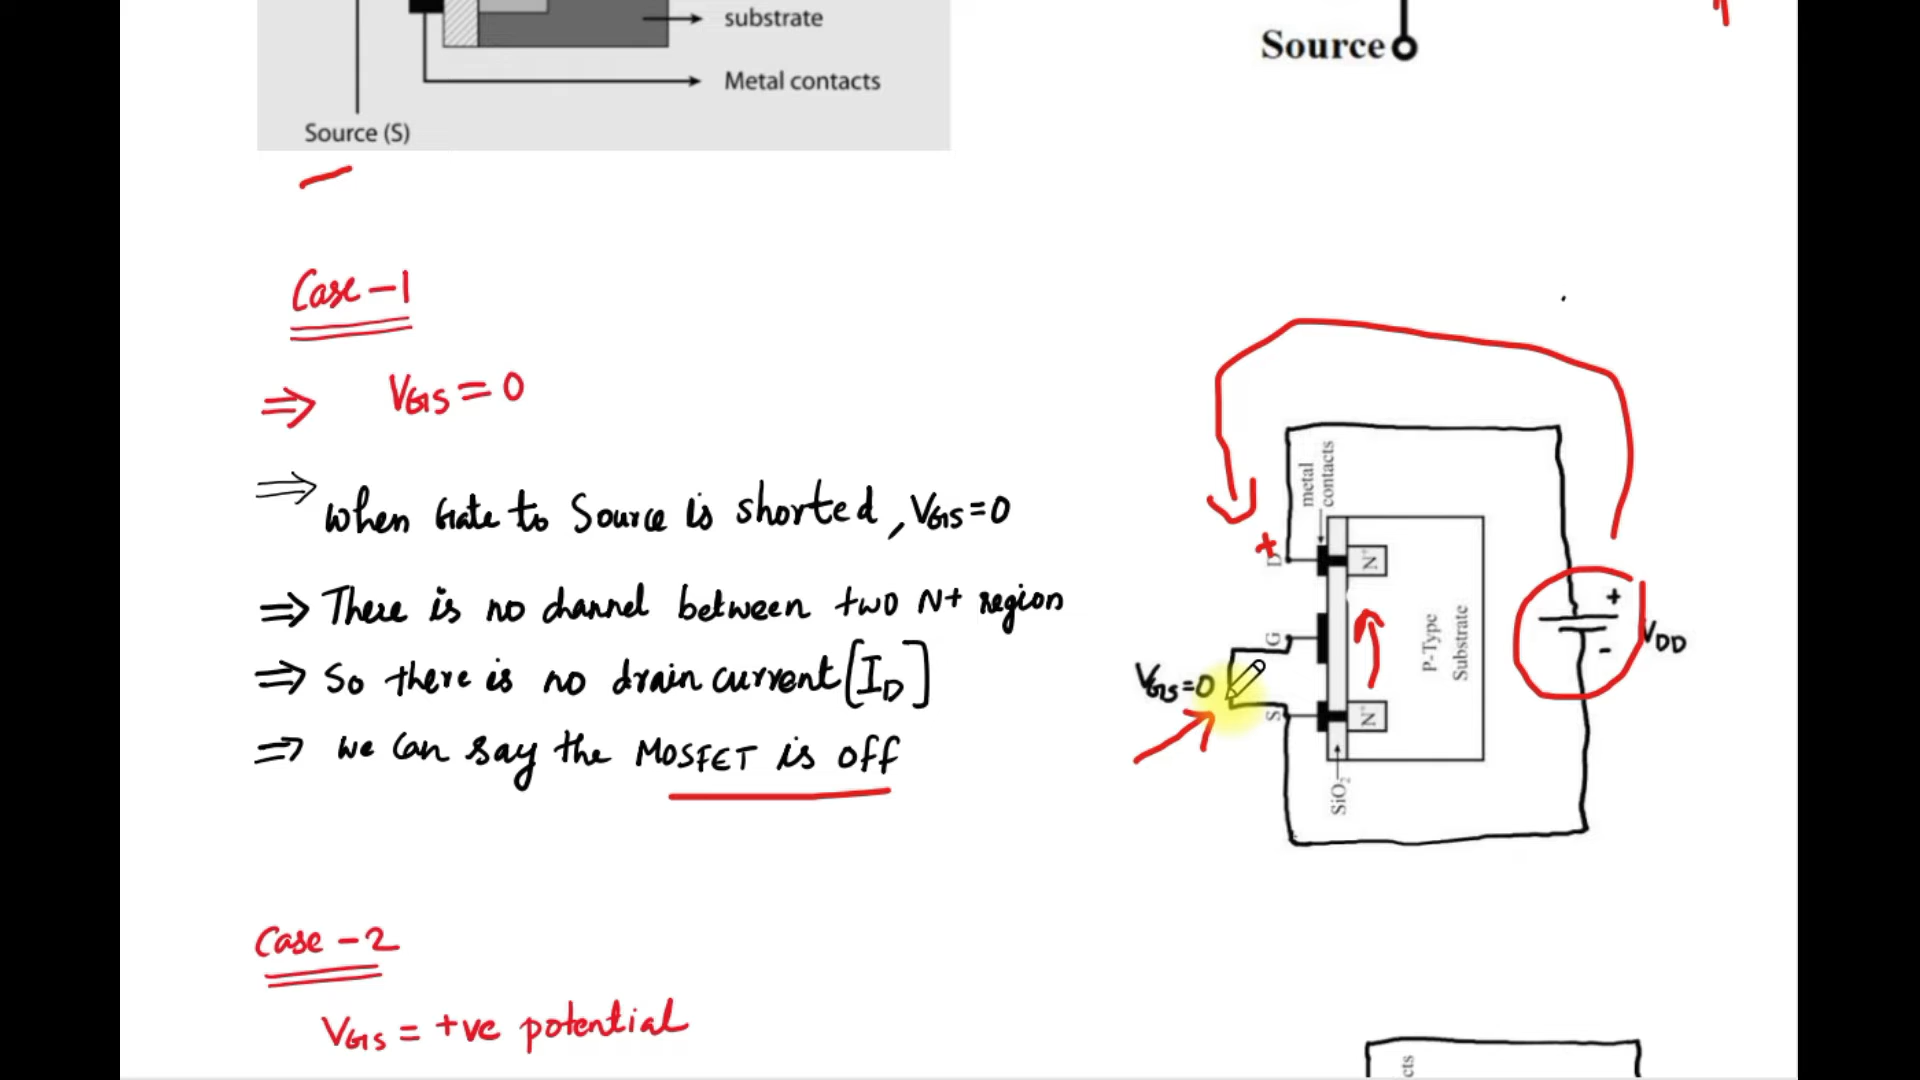 substrate
Metal contacts
Source (S)
Source
Case-1
⇒ VGS = 0
⇒ When Gate to Source is shorted, VGS=0
⇒ There is no channel between two N+ region
⇒ So there is no drain current [ID]
⇒ we can say the MOSFET is off
Case-2
VGS = +ve potential
metal
contacts
+
D
N+
G
P-Type
Substrate
+
-
VDD
VGS=0
S
N+
SiO2
cts